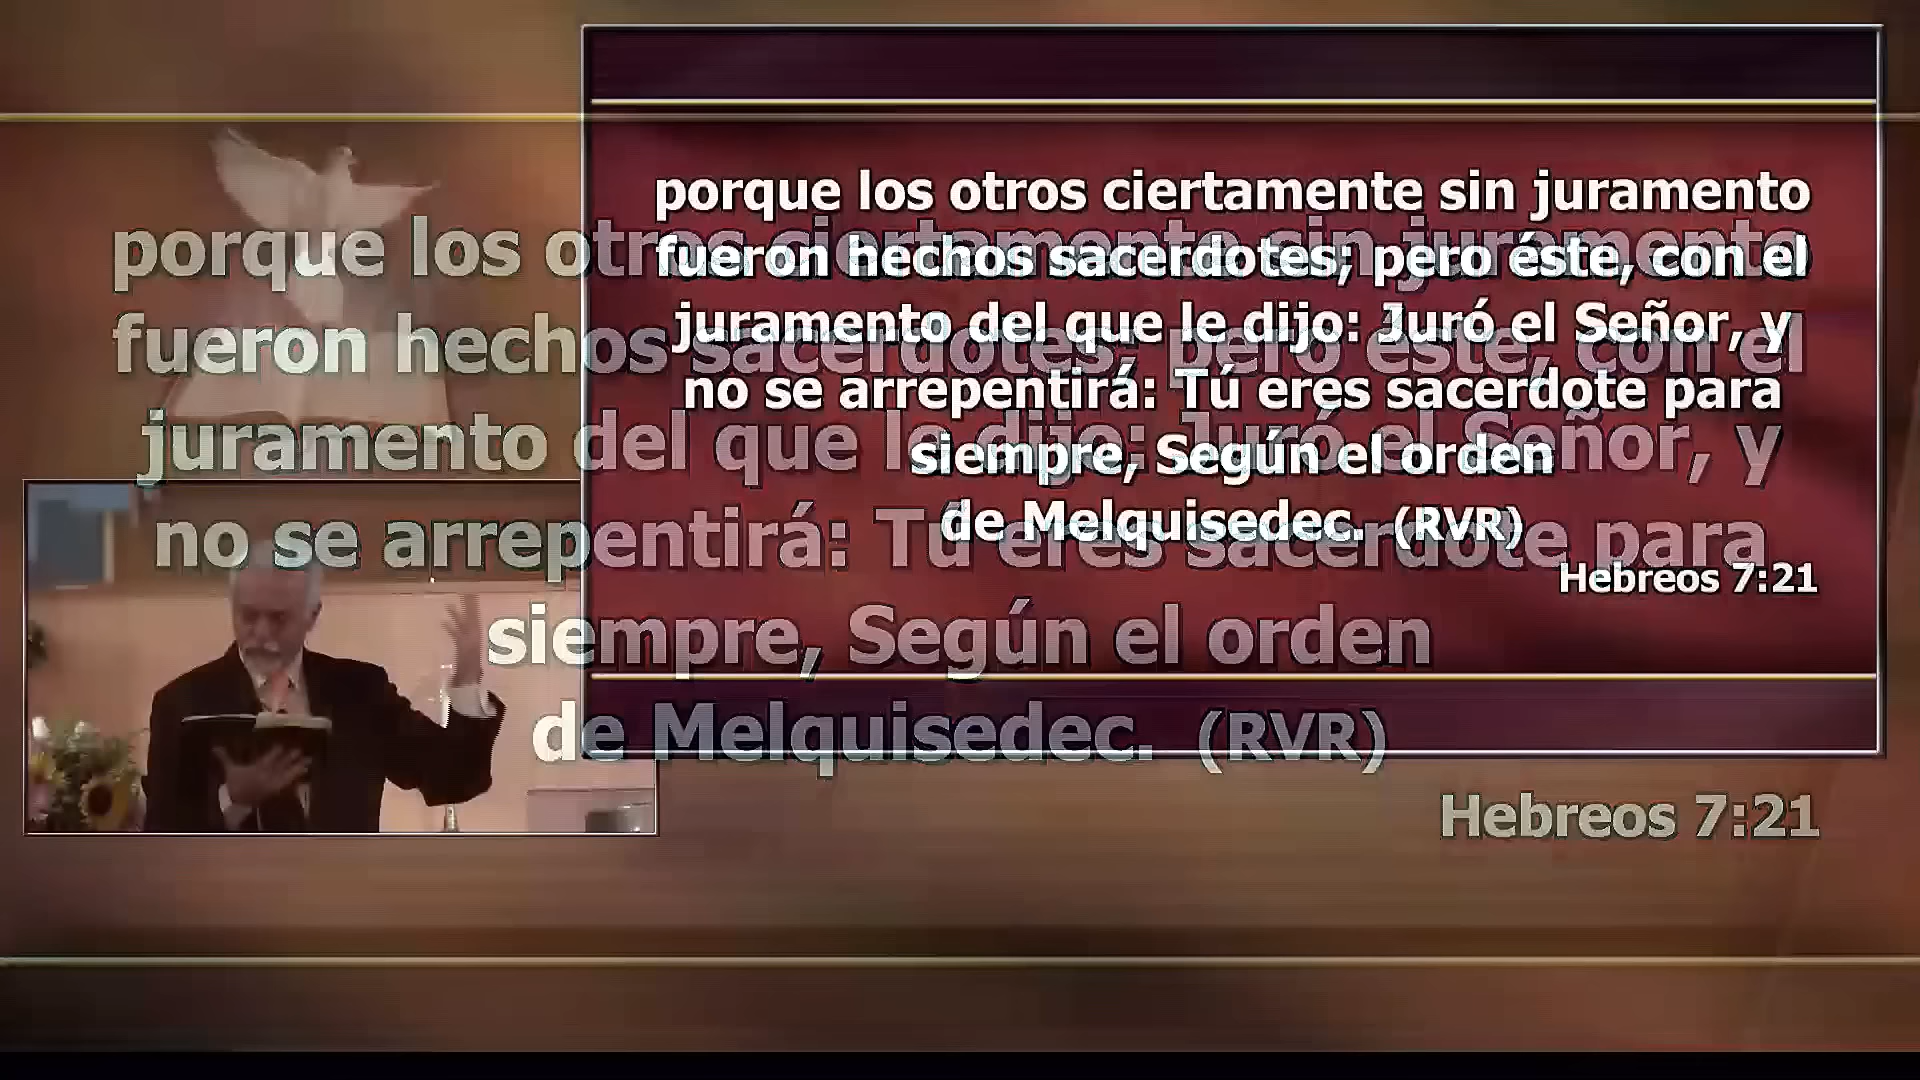 porque los otros ciertamente sin juramento
fueron hechos sacerdotes; pero éste, con el
juramento del que le dijo: Juró el Señor, y
no se arrepentirá: Tú eres sacerdote para
siempre, Según el orden
de Melquisedec. (RVR)
Hebreos 7:21
porque los otros ciertamente sin juramento
fueron hechos sacerdotes; pero éste, con el
juramento del que le dijo: Juró el Señor, y
no se arrepentirá: Tú eres sacerdote para
siempre, Según el orden
de Melquisedec. (RVR)
Hebreos 7:21